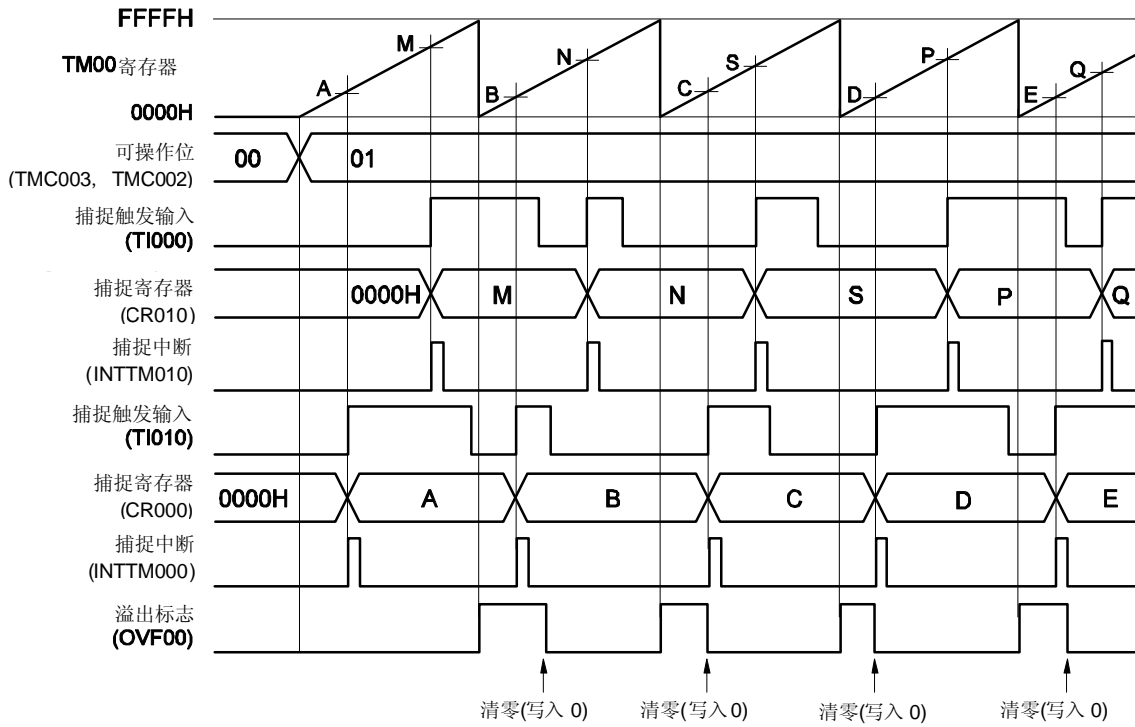 FFFFH
TM00 寄存器
0000H
A M B N C S D P E Q
可操作位
(TMC003, TMC002)
00 01
捕捉触发输入
(TI000)
捕捉寄存器
(CR010)
0000H M N S P Q
捕捉中断
(INTTM010)
捕捉触发输入
(TI010)
捕捉寄存器
(CR000)
0000H A B C D E
捕捉中断
(INTTM000)
溢出标志
(OVF00)
清零(写入 0) 清零(写入 0) 清零(写入 0) 清零(写入 0)